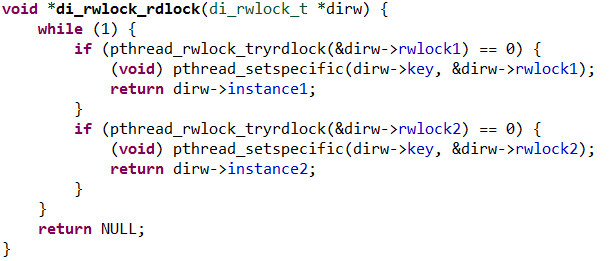 void *di_rwlock_rdlock(di_rwlock_t *dirw) {
    while (1) {
        if (pthread_rwlock_tryrdlock(&dirw->rwlock1) == 0) {
            (void) pthread_setspecific(dirw->key, &dirw->rwlock1);
            return dirw->instance1;
        }
        if (pthread_rwlock_tryrdlock(&dirw->rwlock2) == 0) {
            (void) pthread_setspecific(dirw->key, &dirw->rwlock2);
            return dirw->instance2;
        }
    }
    return NULL;
}